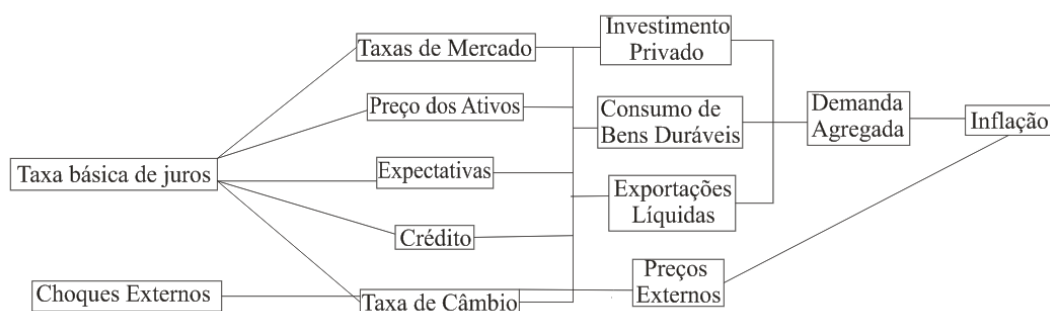 Taxa básica de juros
Choques Externos
Taxas de Mercado
Preço dos Ativos
Expectativas
Crédito
Taxa de Câmbio
Investimento
Privado
Consumo de
Bens Duráveis
Exportações
Líquidas
Preços
Externos
Demanda
Agregada
Inflação